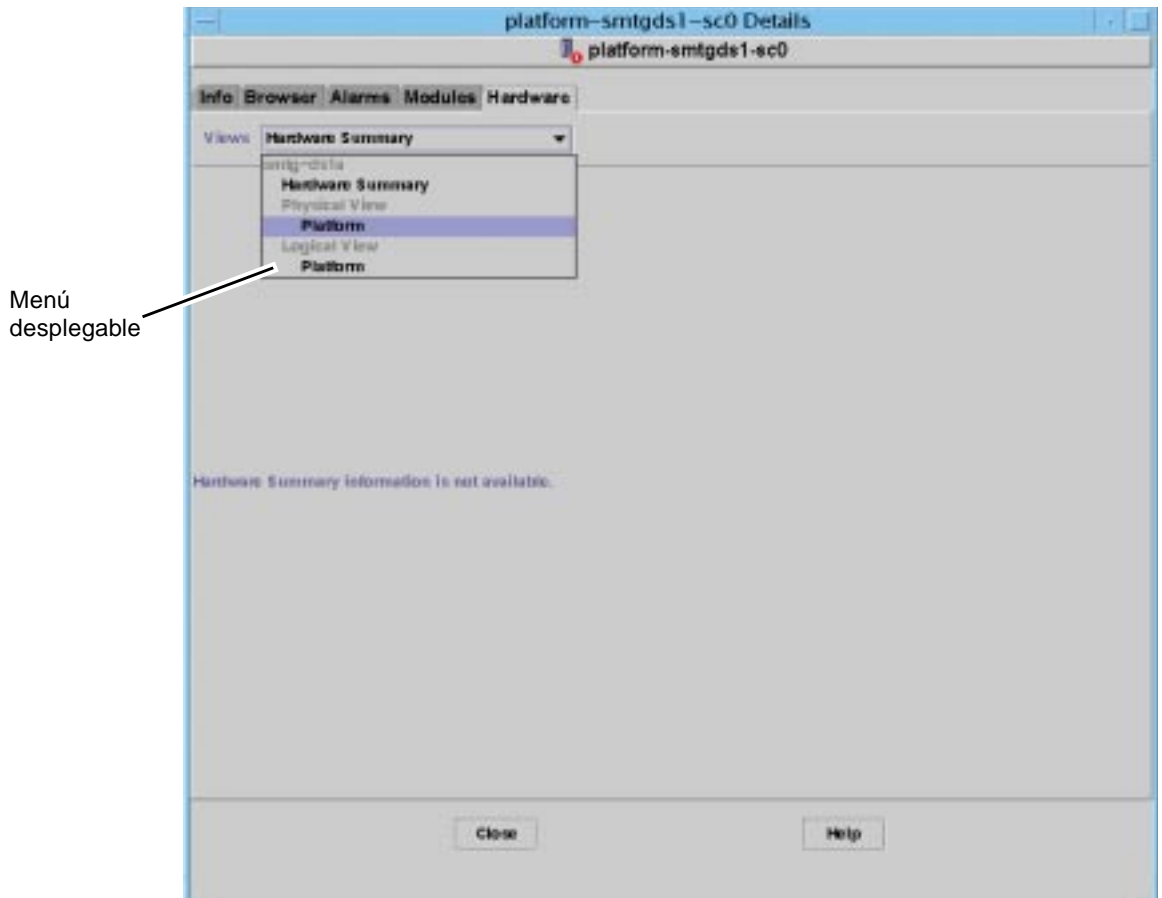 platform-smtgds1-sc0 Details
platform-smtgds1-sc0
Info Browser Alarms Modules Hardware
Views Hardware Summary
Hardware Summary
Physical View
Platform
Logical View
Platform
Menú
desplegable
Hardware Summary information is not available.
Close Help